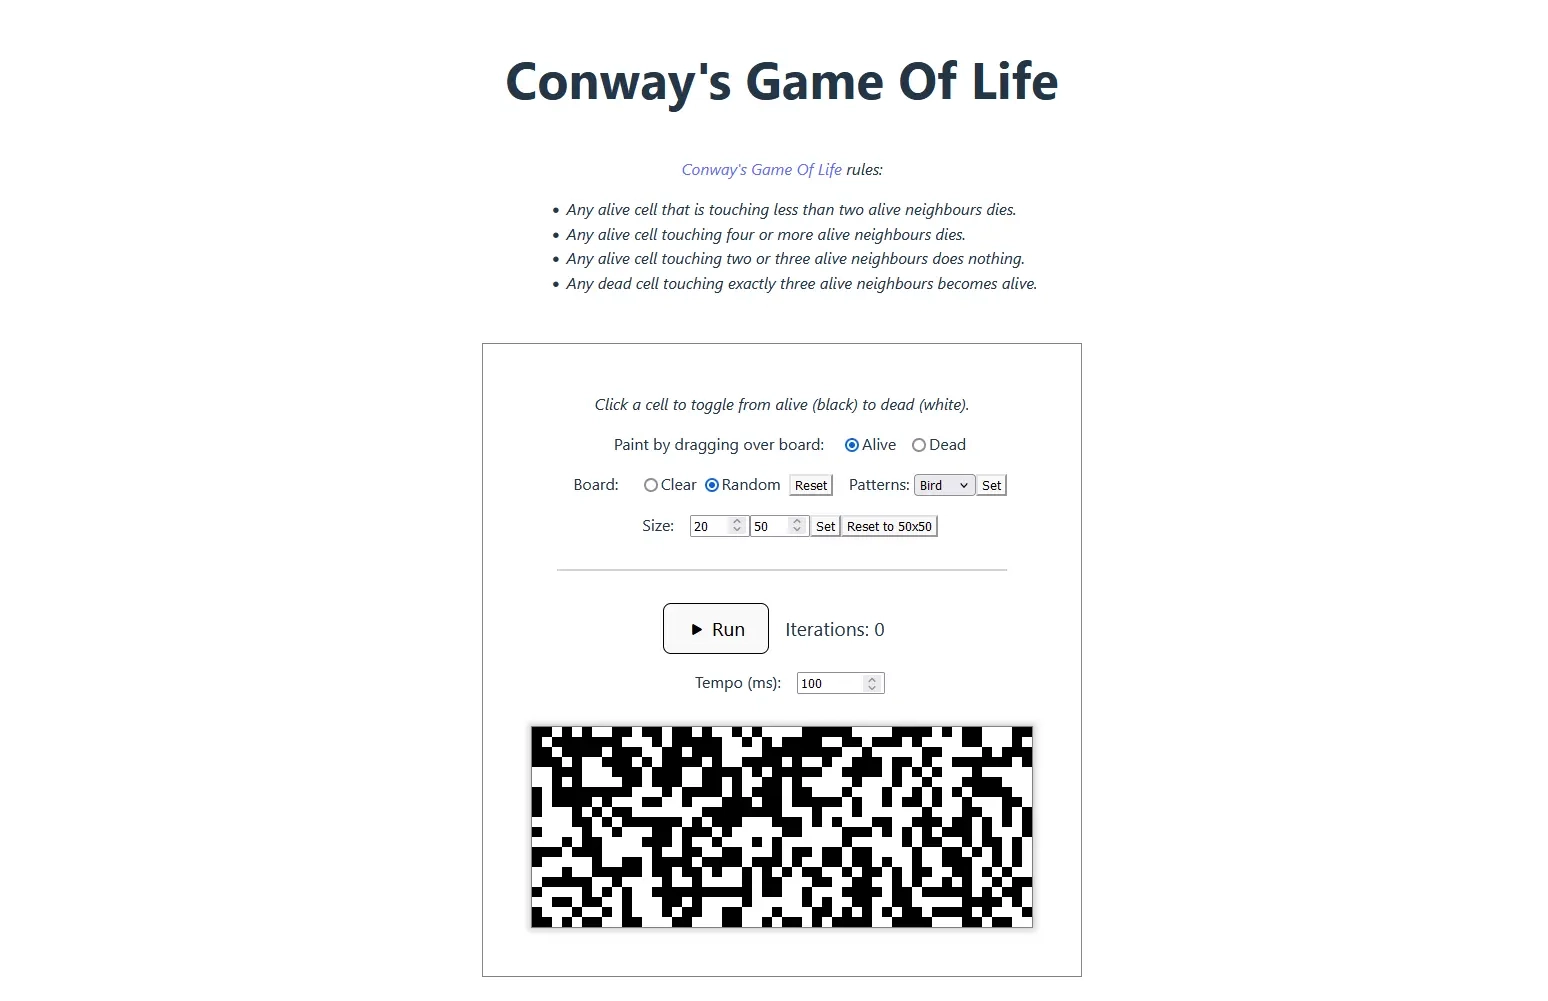 Conway's Game Of Life
Conway's Game Of Life rules:
• Any alive cell that is touching less than two alive neighbours dies.
• Any alive cell touching four or more alive neighbours dies.
• Any alive cell touching two or three alive neighbours does nothing.
• Any dead cell touching exactly three alive neighbours becomes alive.
Click a cell to toggle from alive (black) to dead (white).
Paint by dragging over board: Alive Dead
Board: Clear Random Reset Patterns: Bird Set
Size: 20 50 Set Reset to 50x50
Run Iterations: 0
Tempo (ms): 100